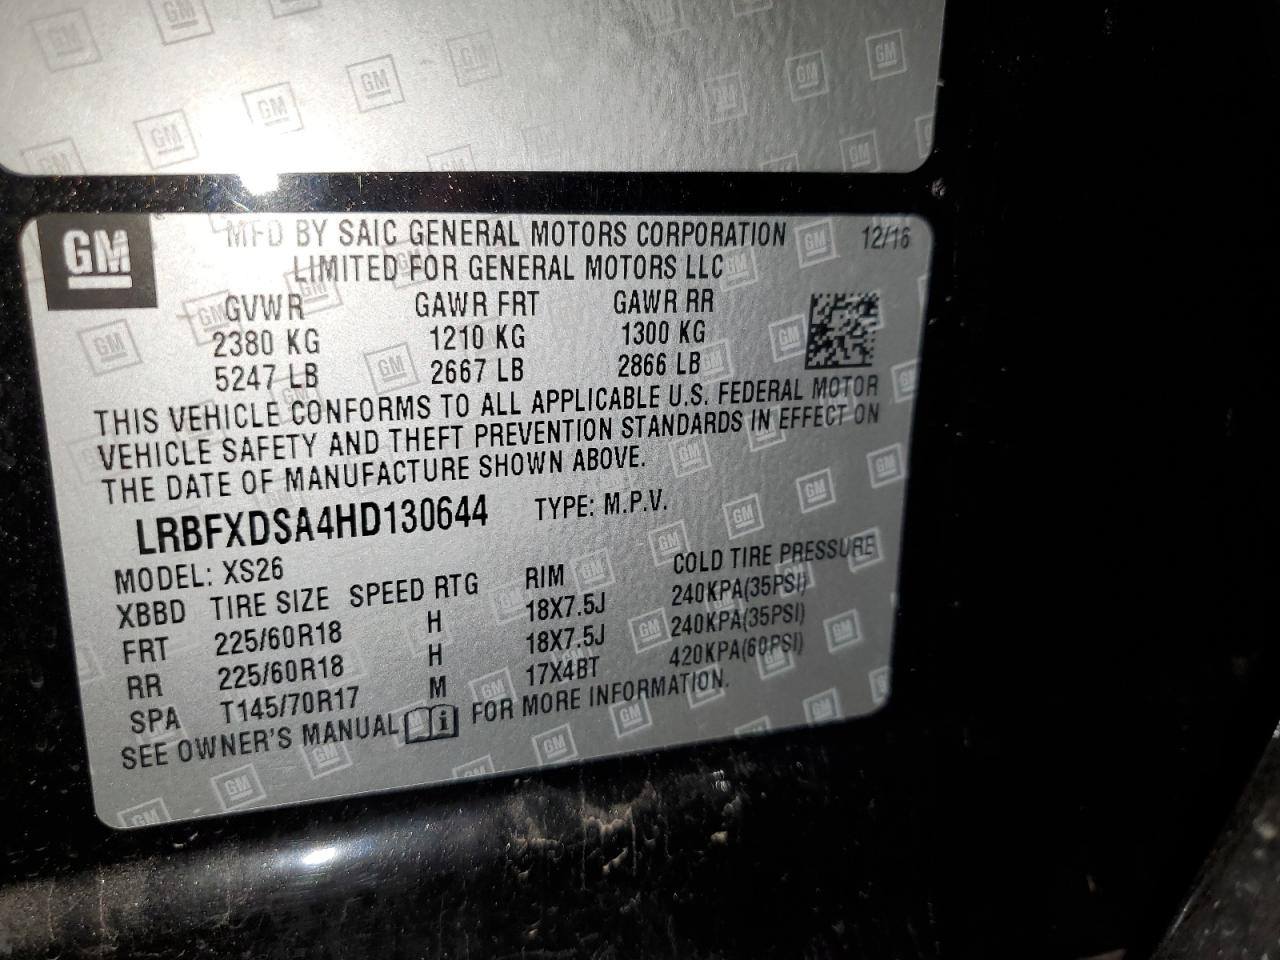 GM
MFD BY SAIC GENERAL MOTORS CORPORATION 12/16
LIMITED FOR GENERAL MOTORS LLC
GVWR GAWR FRT GAWR RR
2380 KG 1210 KG 1300 KG
5247 LB 2667 LB 2866 LB
THIS VEHICLE CONFORMS TO ALL APPLICABLE U.S. FEDERAL MOTOR
VEHICLE SAFETY AND THEFT PREVENTION STANDARDS IN EFFECT ON
THE DATE OF MANUFACTURE SHOWN ABOVE.
LRBFXDSA4HD130644 TYPE: M.P.V.
MODEL: XS26
XBBD TIRE SIZE SPEED RTG RIM COLD TIRE PRESSURE
FRT 225/60R18 H 18X7.5J 240KPA(35PSI)
RR 225/60R18 H 18X7.5J 240KPA(35PSI)
SPA T145/70R17 M 17X4BT 420KPA(60PSI)
SEE OWNER'S MANUAL i FOR MORE INFORMATION.